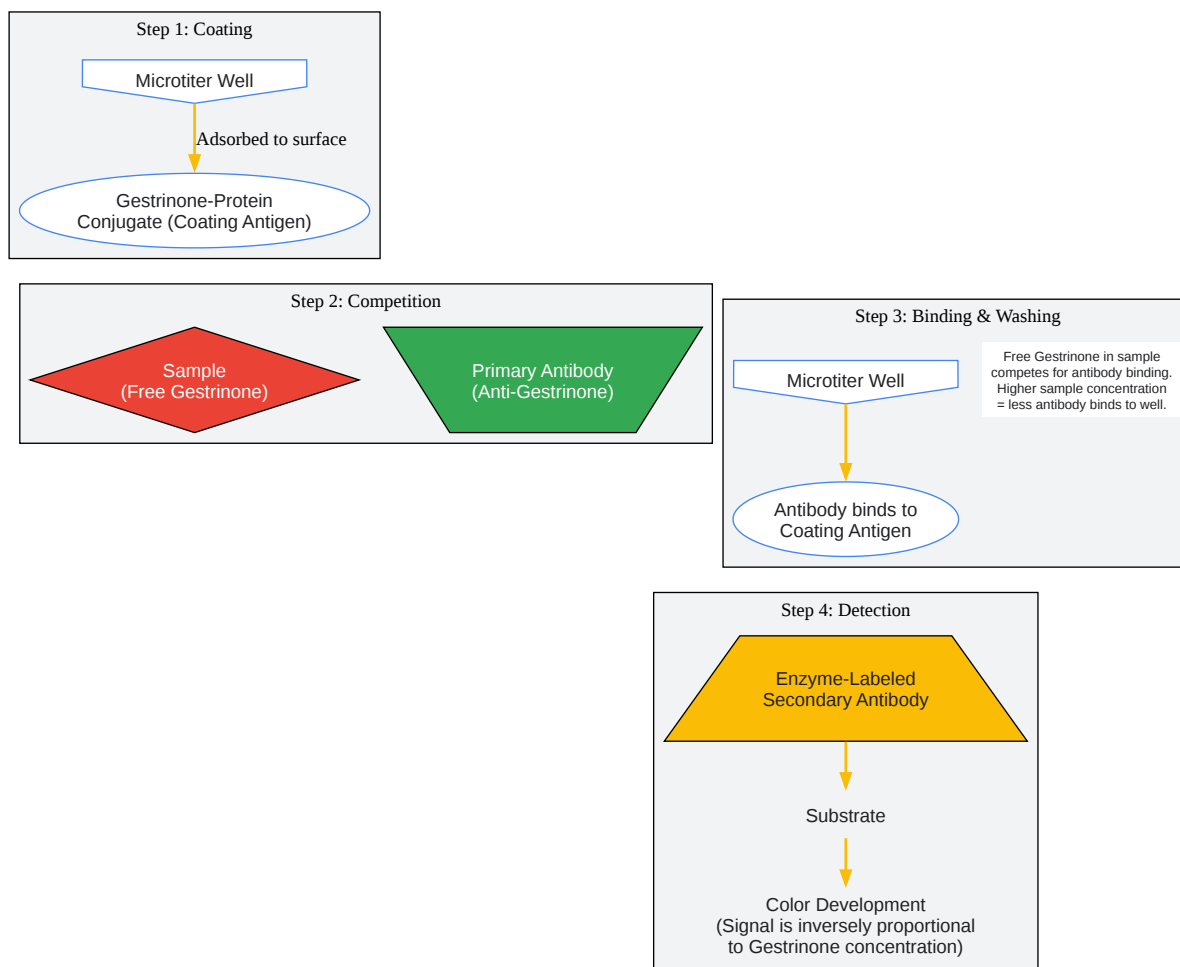 Step 1: Coating
Microtiter Well
Adsorbed to surface
Gestrinone-Protein
Conjugate (Coating Antigen)
Step 2: Competition
Sample
(Free Gestrinone)
Primary Antibody
(Anti-Gestrinone)
Step 3: Binding & Washing
Microtiter Well
Free Gestrinone in sample
competes for antibody binding.
Higher sample concentration
= less antibody binds to well.
Antibody binds to
Coating Antigen
Step 4: Detection
Enzyme-Labeled
Secondary Antibody
Substrate
Color Development
(Signal is inversely proportional
to Gestrinone concentration)